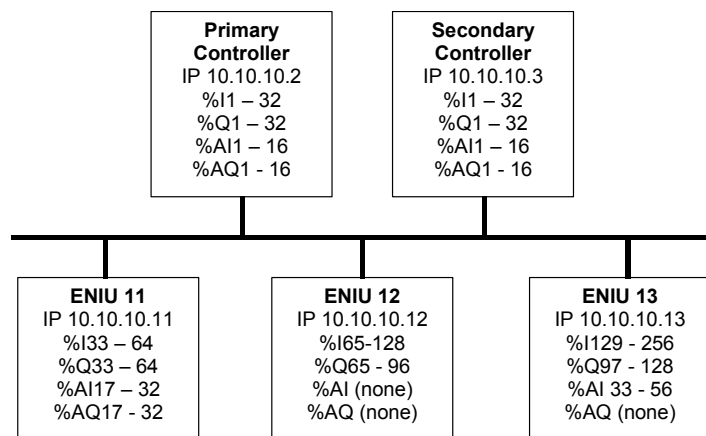 Primary
Controller
IP 10.10.10.2
%I1 – 32
%Q1 – 32
%AI1 – 16
%AQ1 - 16
Secondary
Controller
IP 10.10.10.3
%I1 – 32
%Q1 – 32
%AI1 – 16
%AQ1 - 16
ENIU 11
IP 10.10.10.11
%I33 – 64
%Q33 – 64
%AI17 – 32
%AQ17 - 32
ENIU 12
IP 10.10.10.12
%I65-128
%Q65 - 96
%AI (none)
%AQ (none)
ENIU 13
IP 10.10.10.13
%I129 - 256
%Q97 - 128
%AI 33 - 56
%AQ (none)